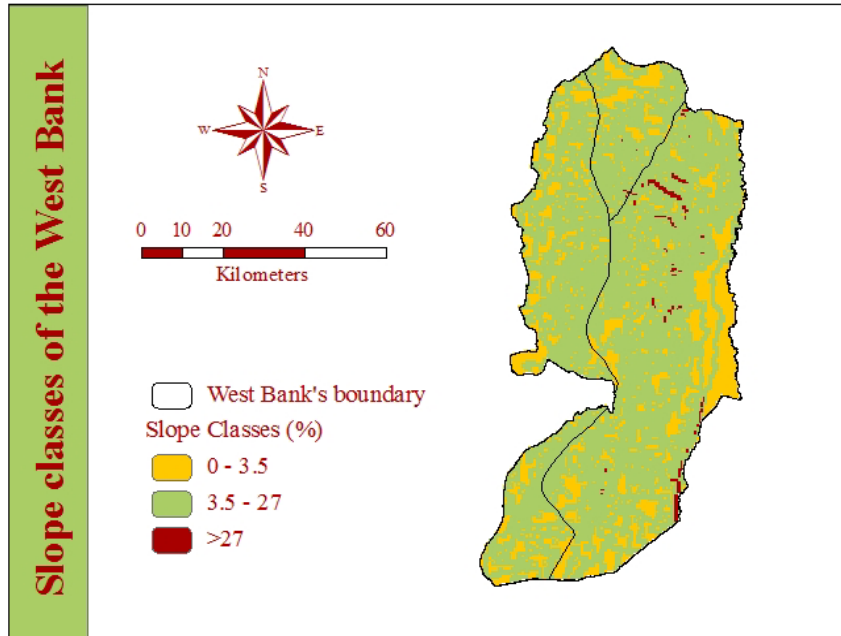 Slope classes of the West Bank
N
W
E
S
0 10 20 40 60
Kilometers
West Bank's boundary
Slope Classes (%)
0 - 3.5
3.5 - 27
>27